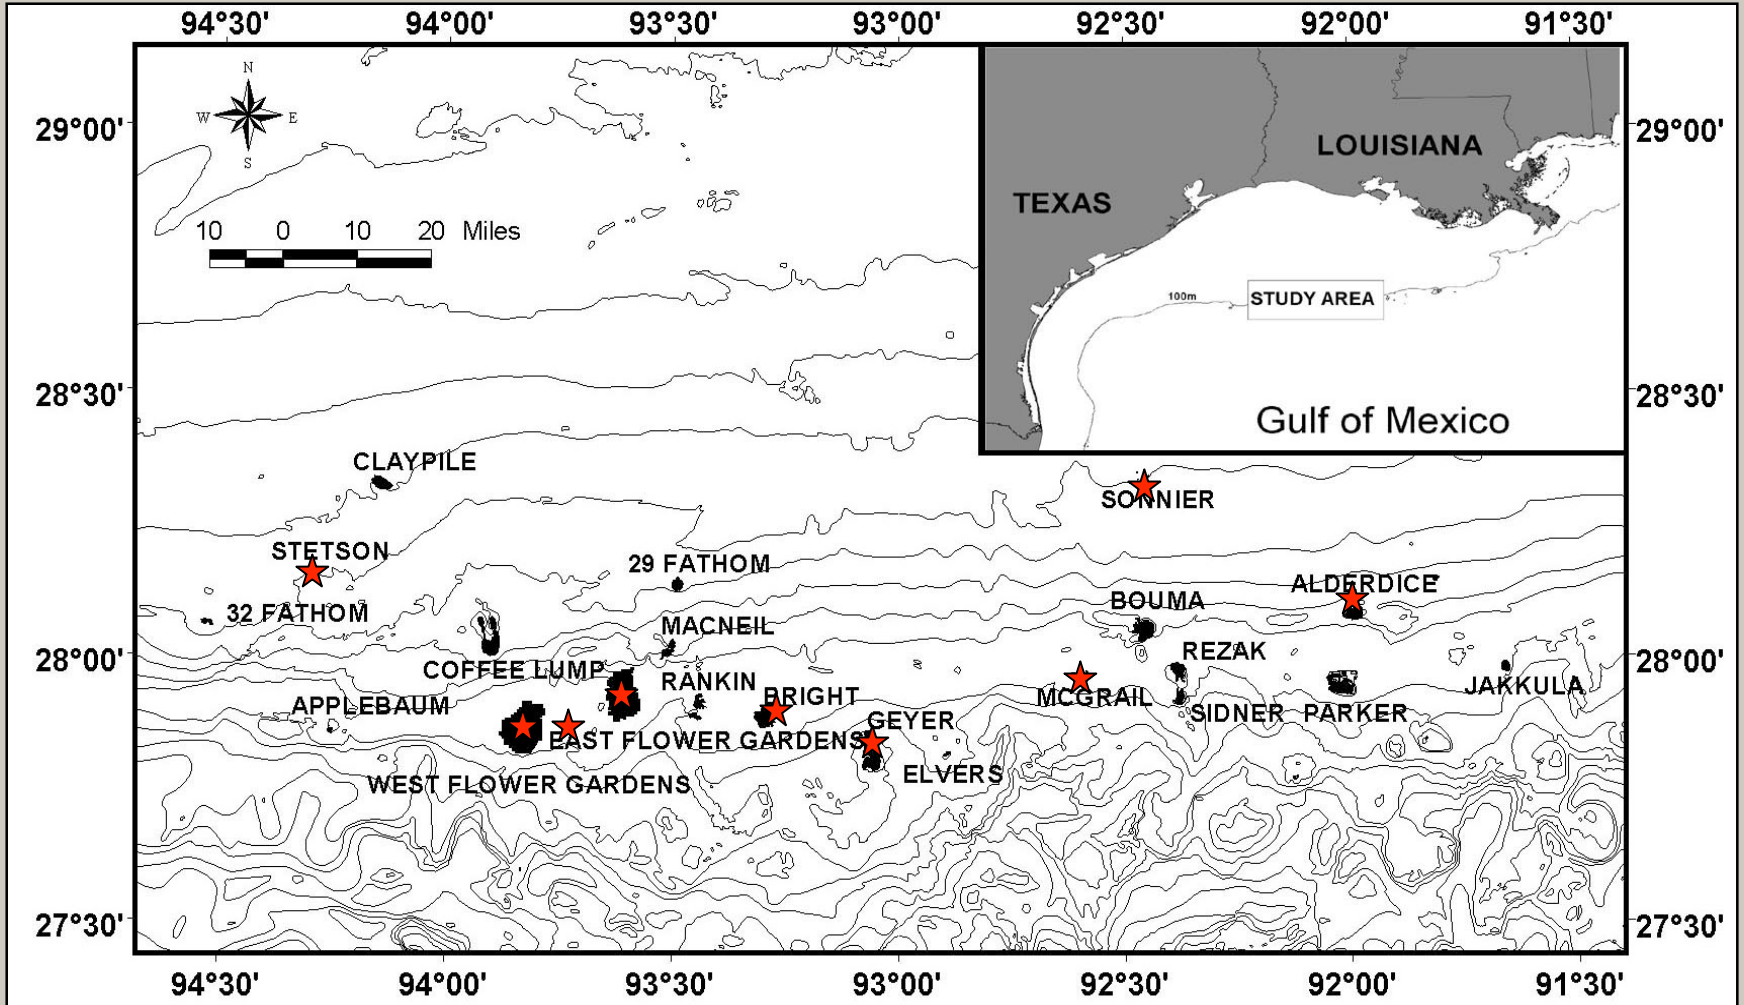 94°30' 94°00' 93°30' 93°00' 92°30' 92°00' 91°30'
N
W E
S
29°00' 29°00'
LOUISIANA
TEXAS
10 0 10 20 Miles
100m
STUDY AREA
28°30' 28°30'
Gulf of Mexico
CLAYPILE
SONNIER
STETSON
29 FATHOM
ALDERDICE
BOUMA
32 FATHOM
MACNEIL
REZAK
28°00' 28°00'
COFFEE LUMP
RANKIN
JAKKULA
BRIGHT
MCGRAIL
APPLEBAUM
SIDNER PARKER
GEYER
EAST FLOWER GARDENS
ELVERS
WEST FLOWER GARDENS
27°30' 27°30'
94°30' 94°00' 93°30' 93°00' 92°30' 92°00' 91°30'